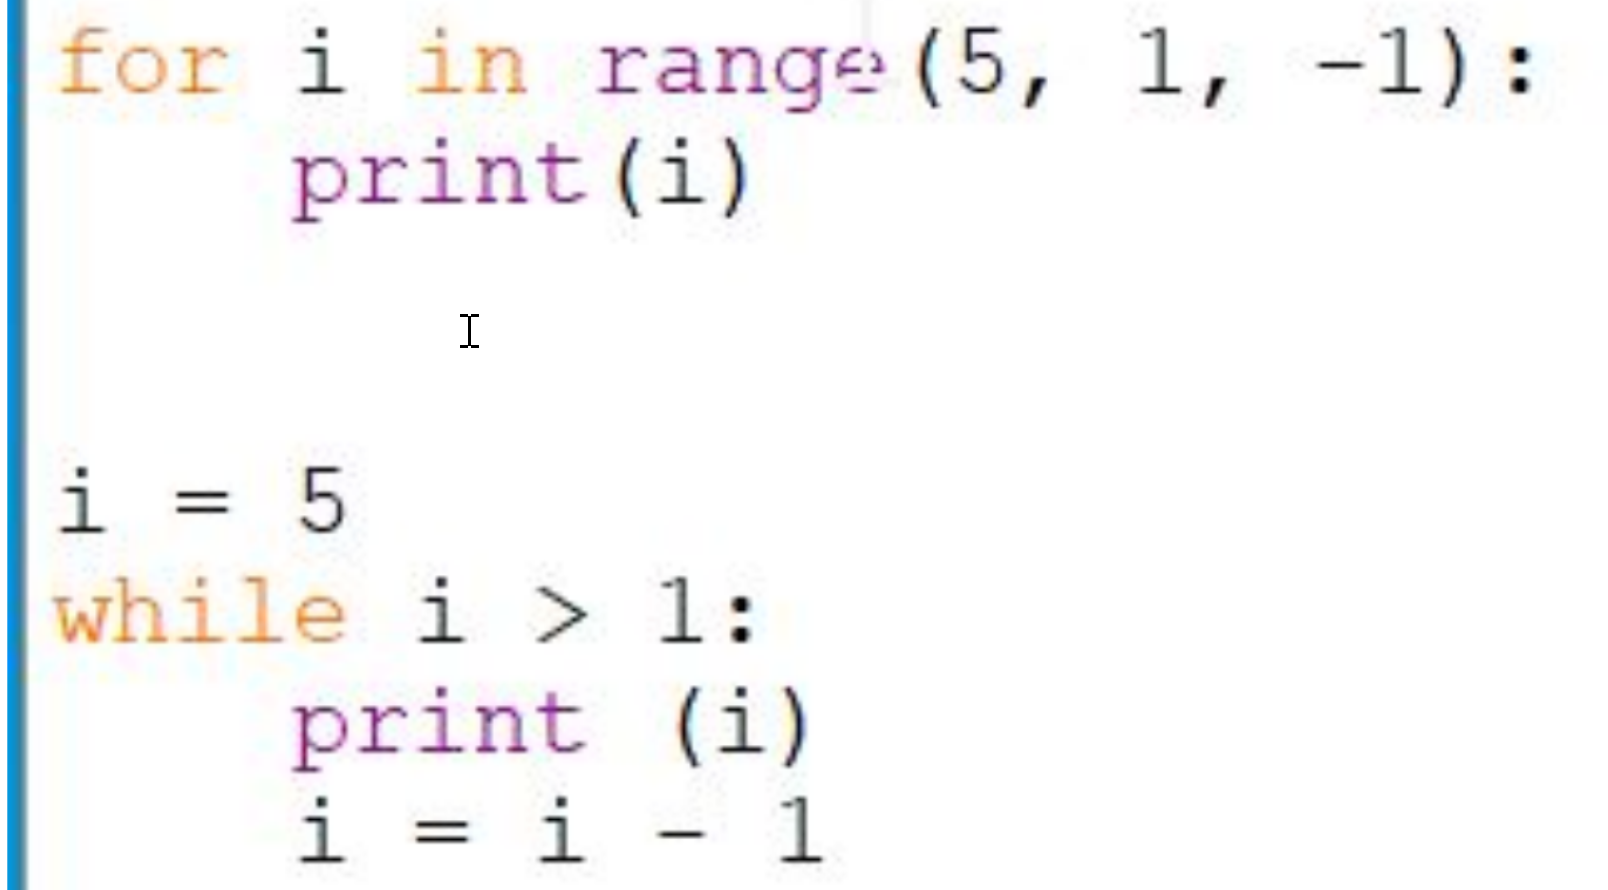 for i in range(5, 1, -1):
    print(i)
i = 5
while i > 1:
    print (i)
    i = i - 1